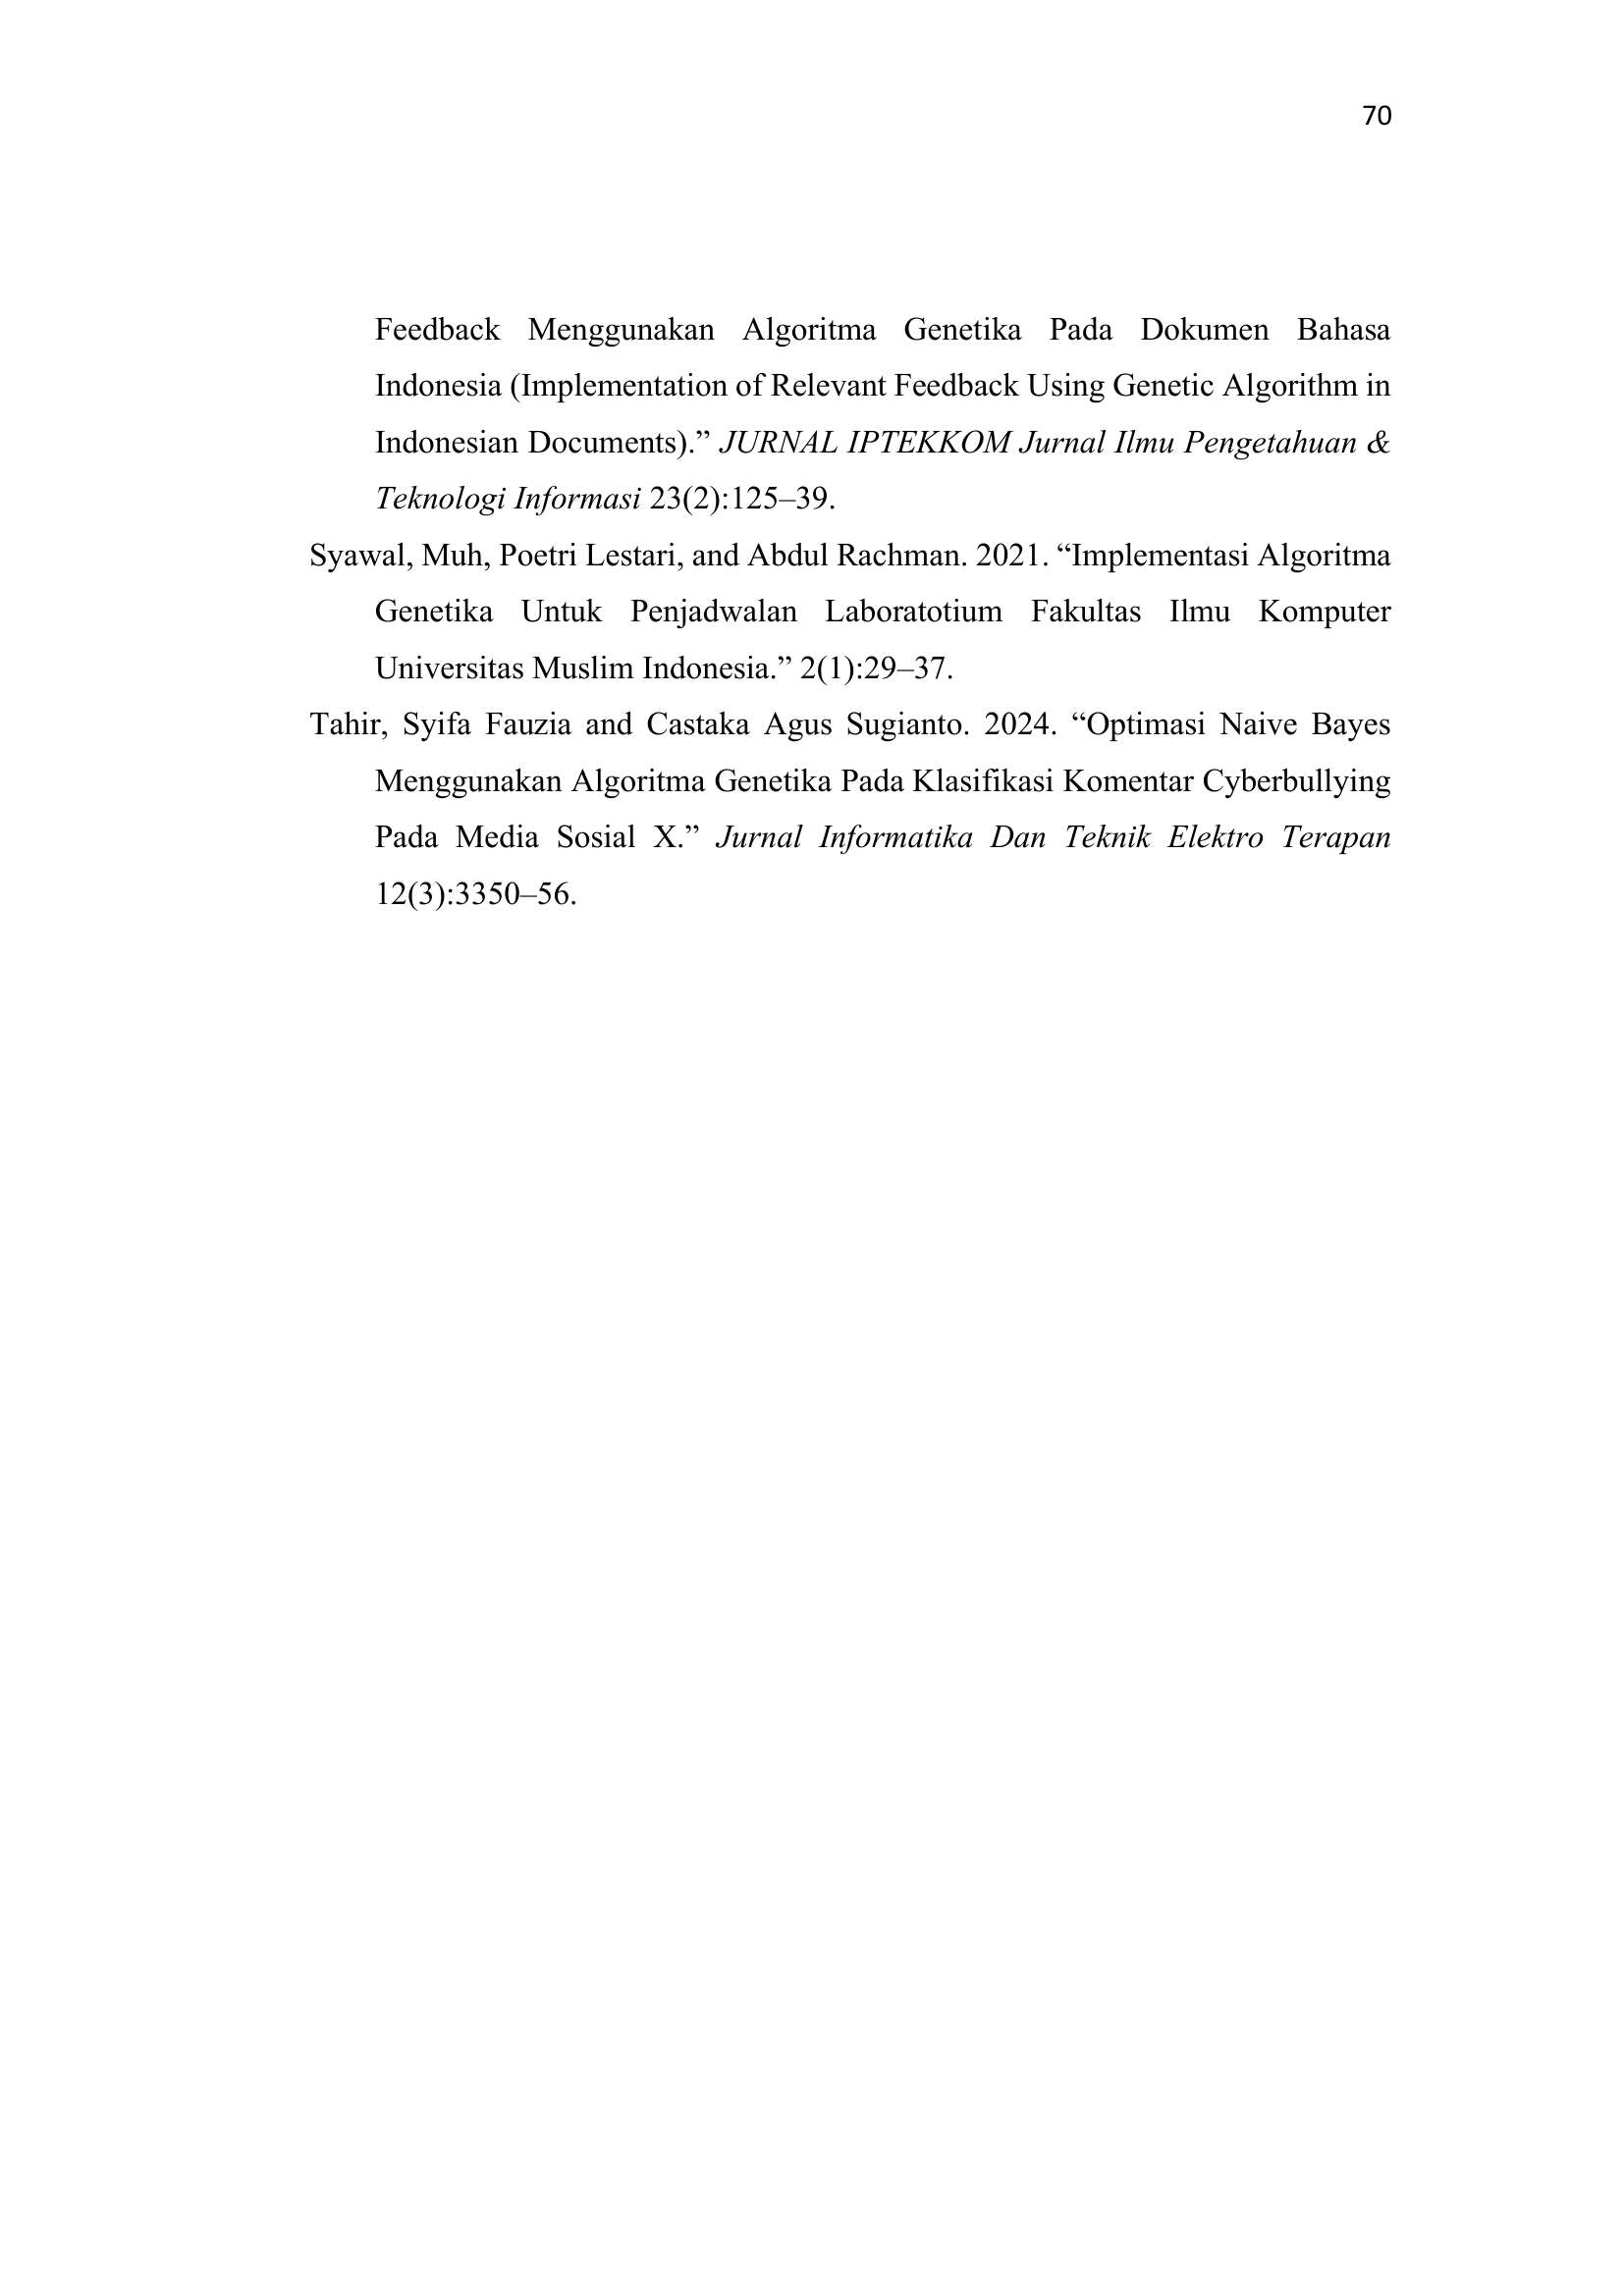 70
Feedback Menggunakan Algoritma Genetika Pada Dokumen Bahasa
Indonesia (Implementation of Relevant Feedback Using Genetic Algorithm in
Indonesian Documents).” JURNAL IPTEKKOM Jurnal Ilmu Pengetahuan &
Teknologi Informasi 23(2):125–39.
Syawal, Muh, Poetri Lestari, and Abdul Rachman. 2021. “Implementasi Algoritma
Genetika Untuk Penjadwalan Laboratotium Fakultas Ilmu Komputer
Universitas Muslim Indonesia.” 2(1):29–37.
Tahir, Syifa Fauzia and Castaka Agus Sugianto. 2024. “Optimasi Naive Bayes
Menggunakan Algoritma Genetika Pada Klasifikasi Komentar Cyberbullying
Pada Media Sosial X.” Jurnal Informatika Dan Teknik Elektro Terapan
12(3):3350–56.